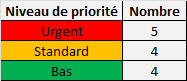 Niveau de priorité Nombre
Urgent 5
Standard 4
Bas 4